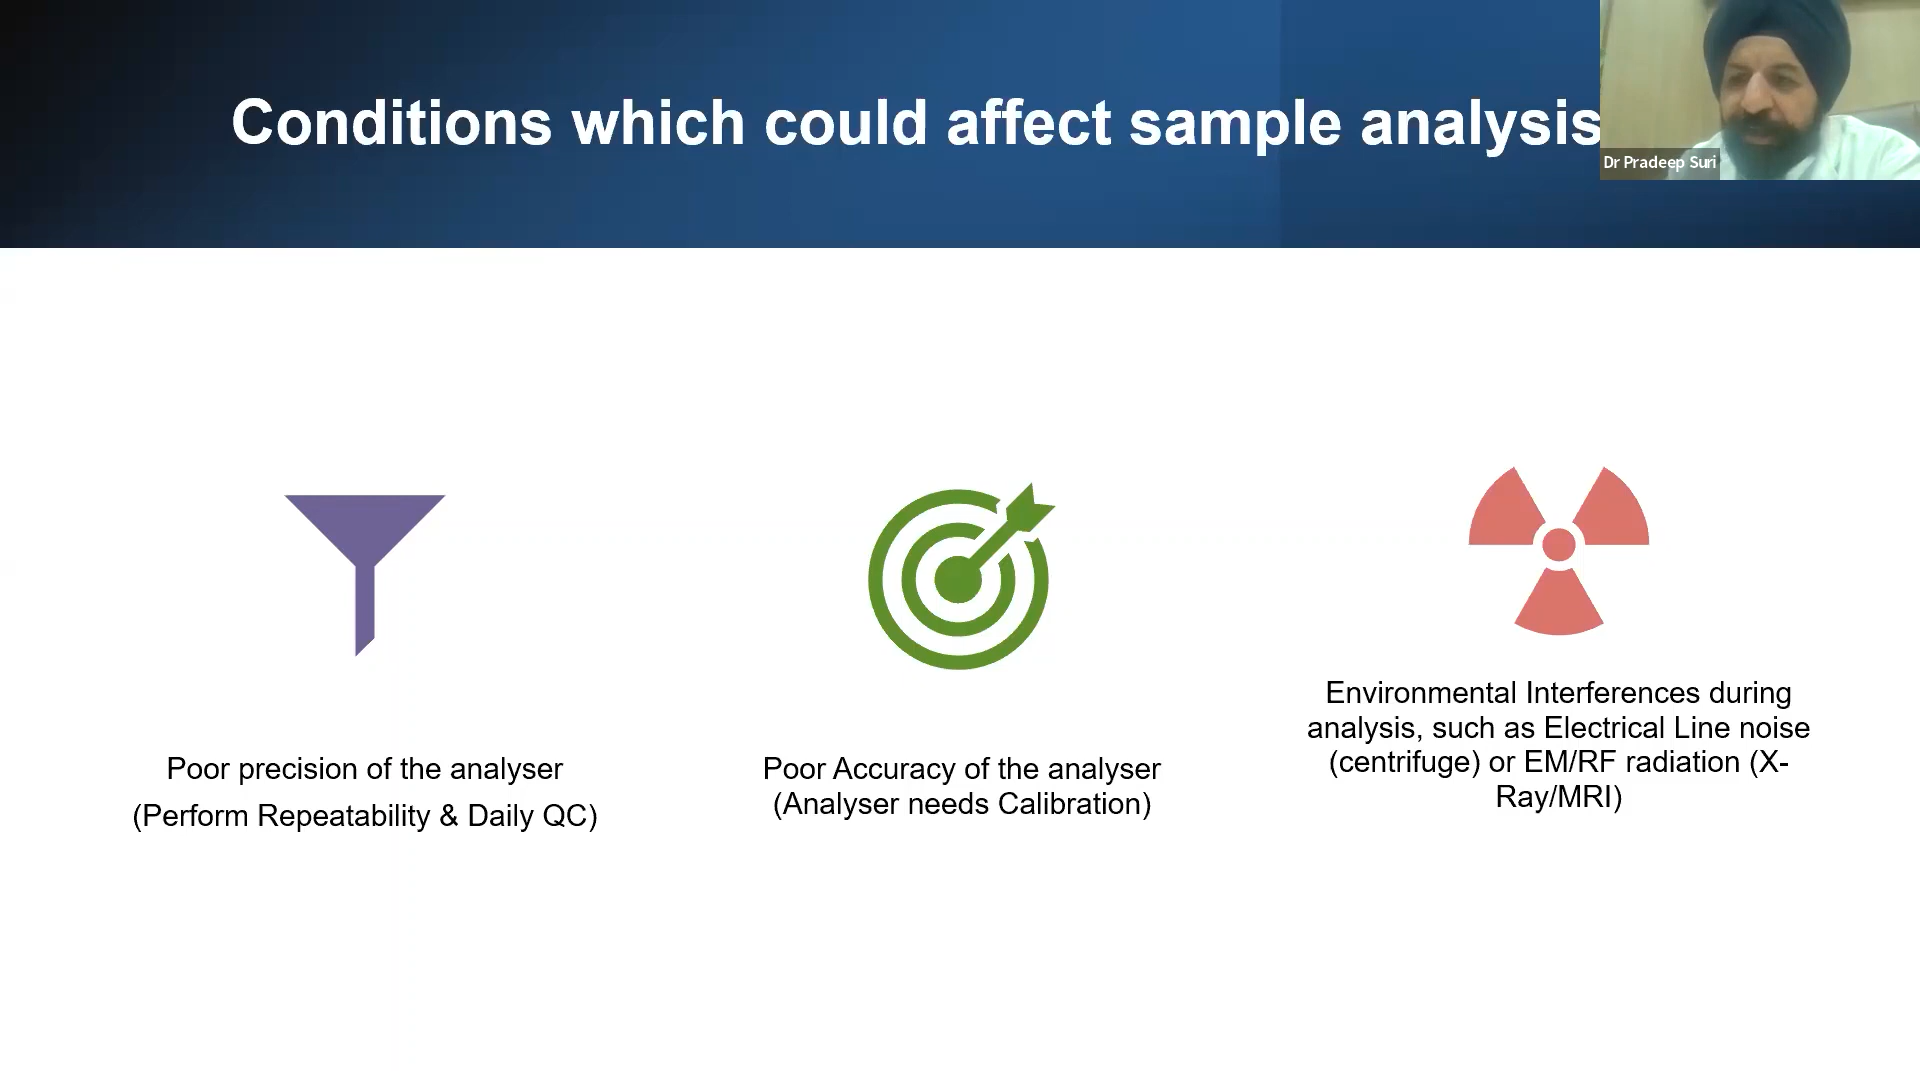 Conditions which could affect sample analysis
Dr Pradeep Suri
Poor precision of the analyser
(Perform Repeatability & Daily QC)
Poor Accuracy of the analyser
(Analyser needs Calibration)
Environmental Interferences during
analysis, such as Electrical Line noise
(centrifuge) or EM/RF radiation (X-
Ray/MRI)